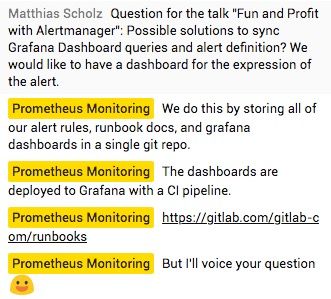 Matthias Scholz Question for the talk "Fun and Profit
with Alertmanager": Possible solutions to sync
Grafana Dashboard queries and alert definition? We
would like to have a dashboard for the expression of
the alert.
Prometheus Monitoring We do this by storing all
of our alert rules, runbook docs, and grafana
dashboards in a single git repo.
Prometheus Monitoring The dashboards are
deployed to Grafana with a CI pipeline.
Prometheus Monitoring https://gitlab.com/gitlab-c
om/runbooks
Prometheus Monitoring But I'll voice your question